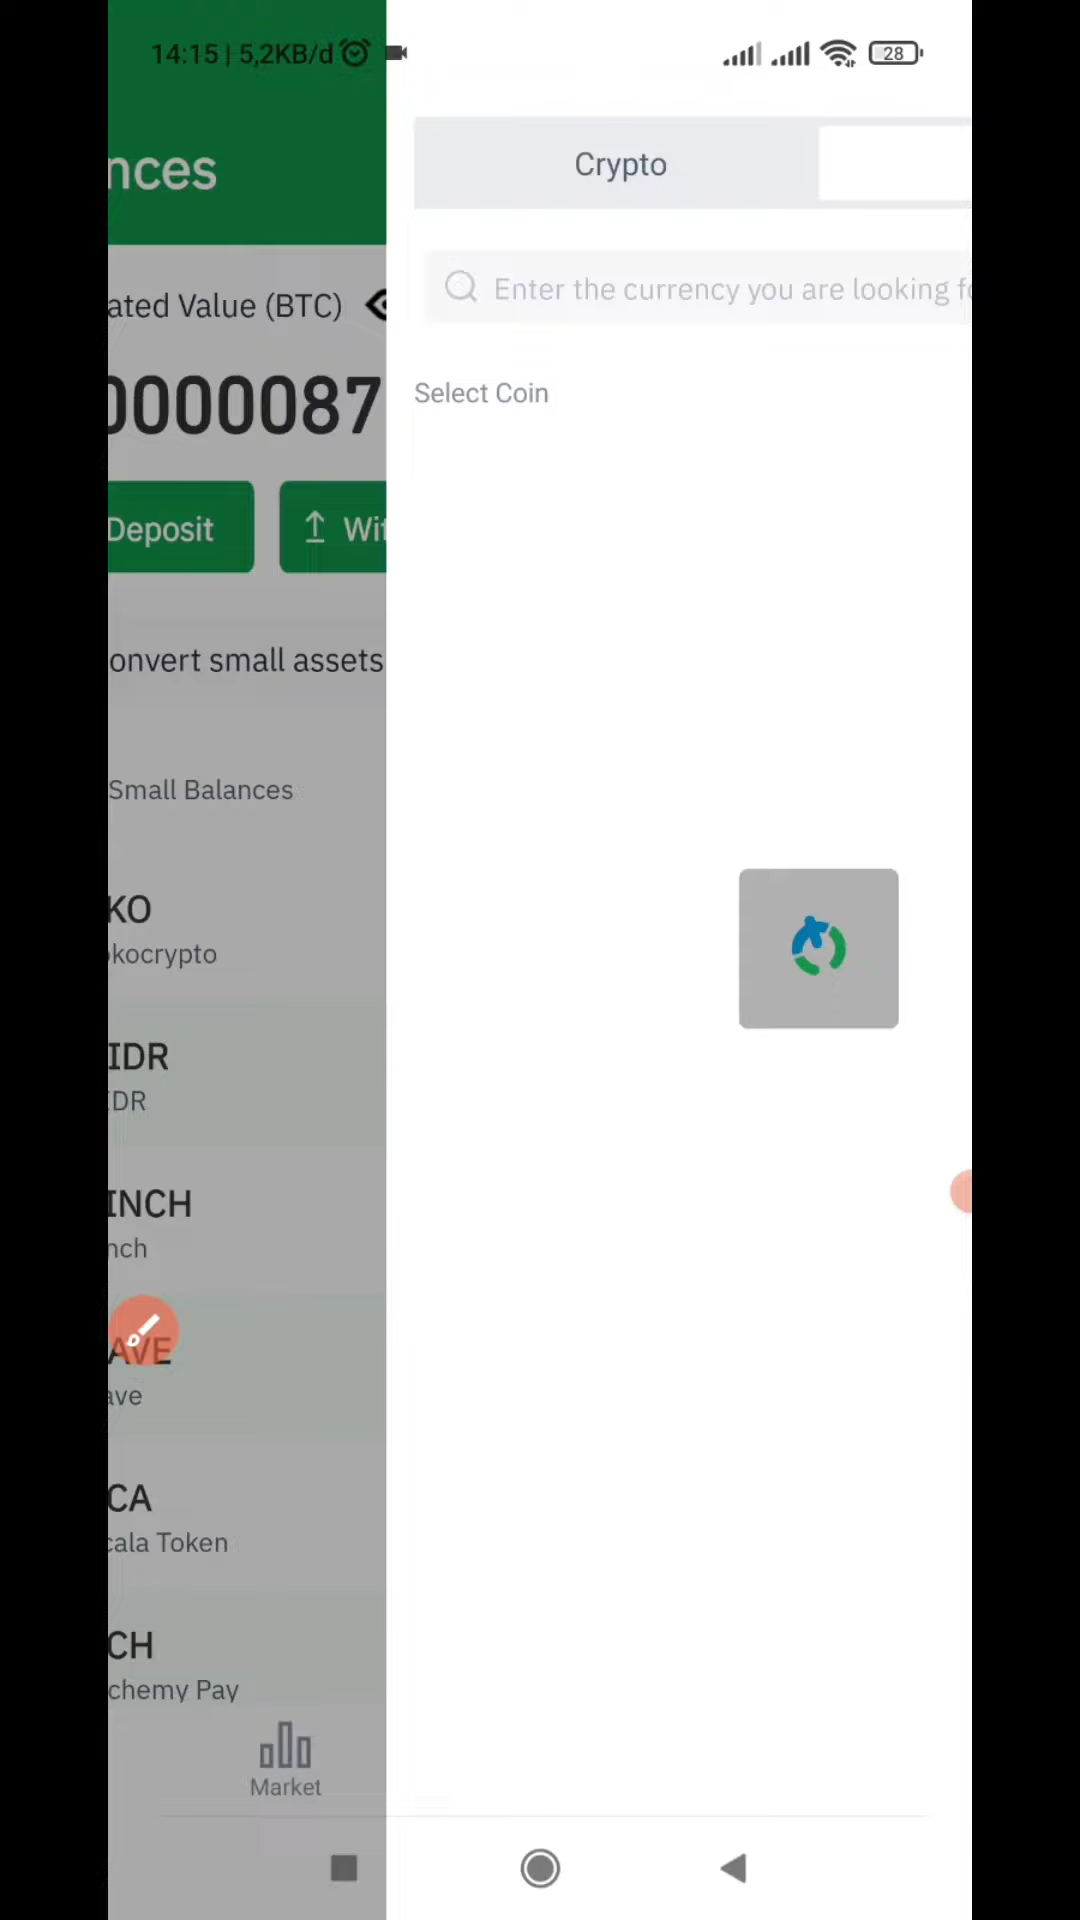 14:15 | 5,2KB/d
28
nces
Crypto
Enter the currency you are looking fo
ated Value (BTC)
0000087
Select Coin
Deposit
Wit
onvert small assets
Small Balances
KO
okocrypto
IDR
IDR
INCH
nch
AVE
ave
CA
cala Token
CH
chemy Pay
Market